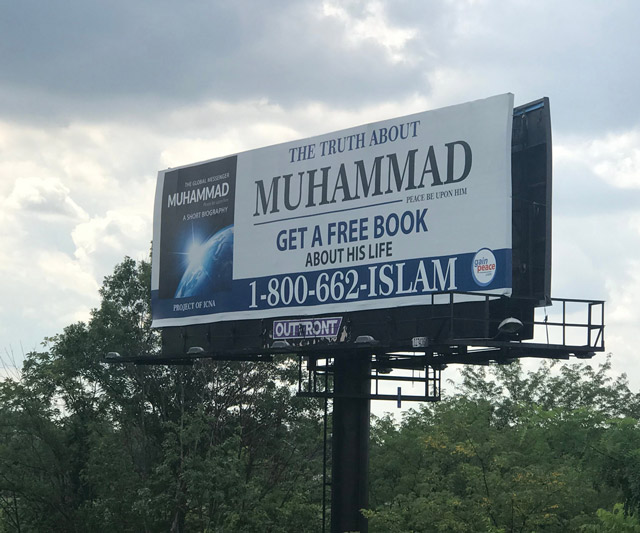 THE TRUTH ABOUT
MUHAMMAD
PEACE BE UPON HIM
GET A FREE BOOK
ABOUT HIS LIFE
1-800-662-ISLAM
gain
peace
THE GLOBAL MESSENGER
MUHAMMAD
A SHORT BIOGRAPHY
PROJECT OF ICNA
OUTFRONT